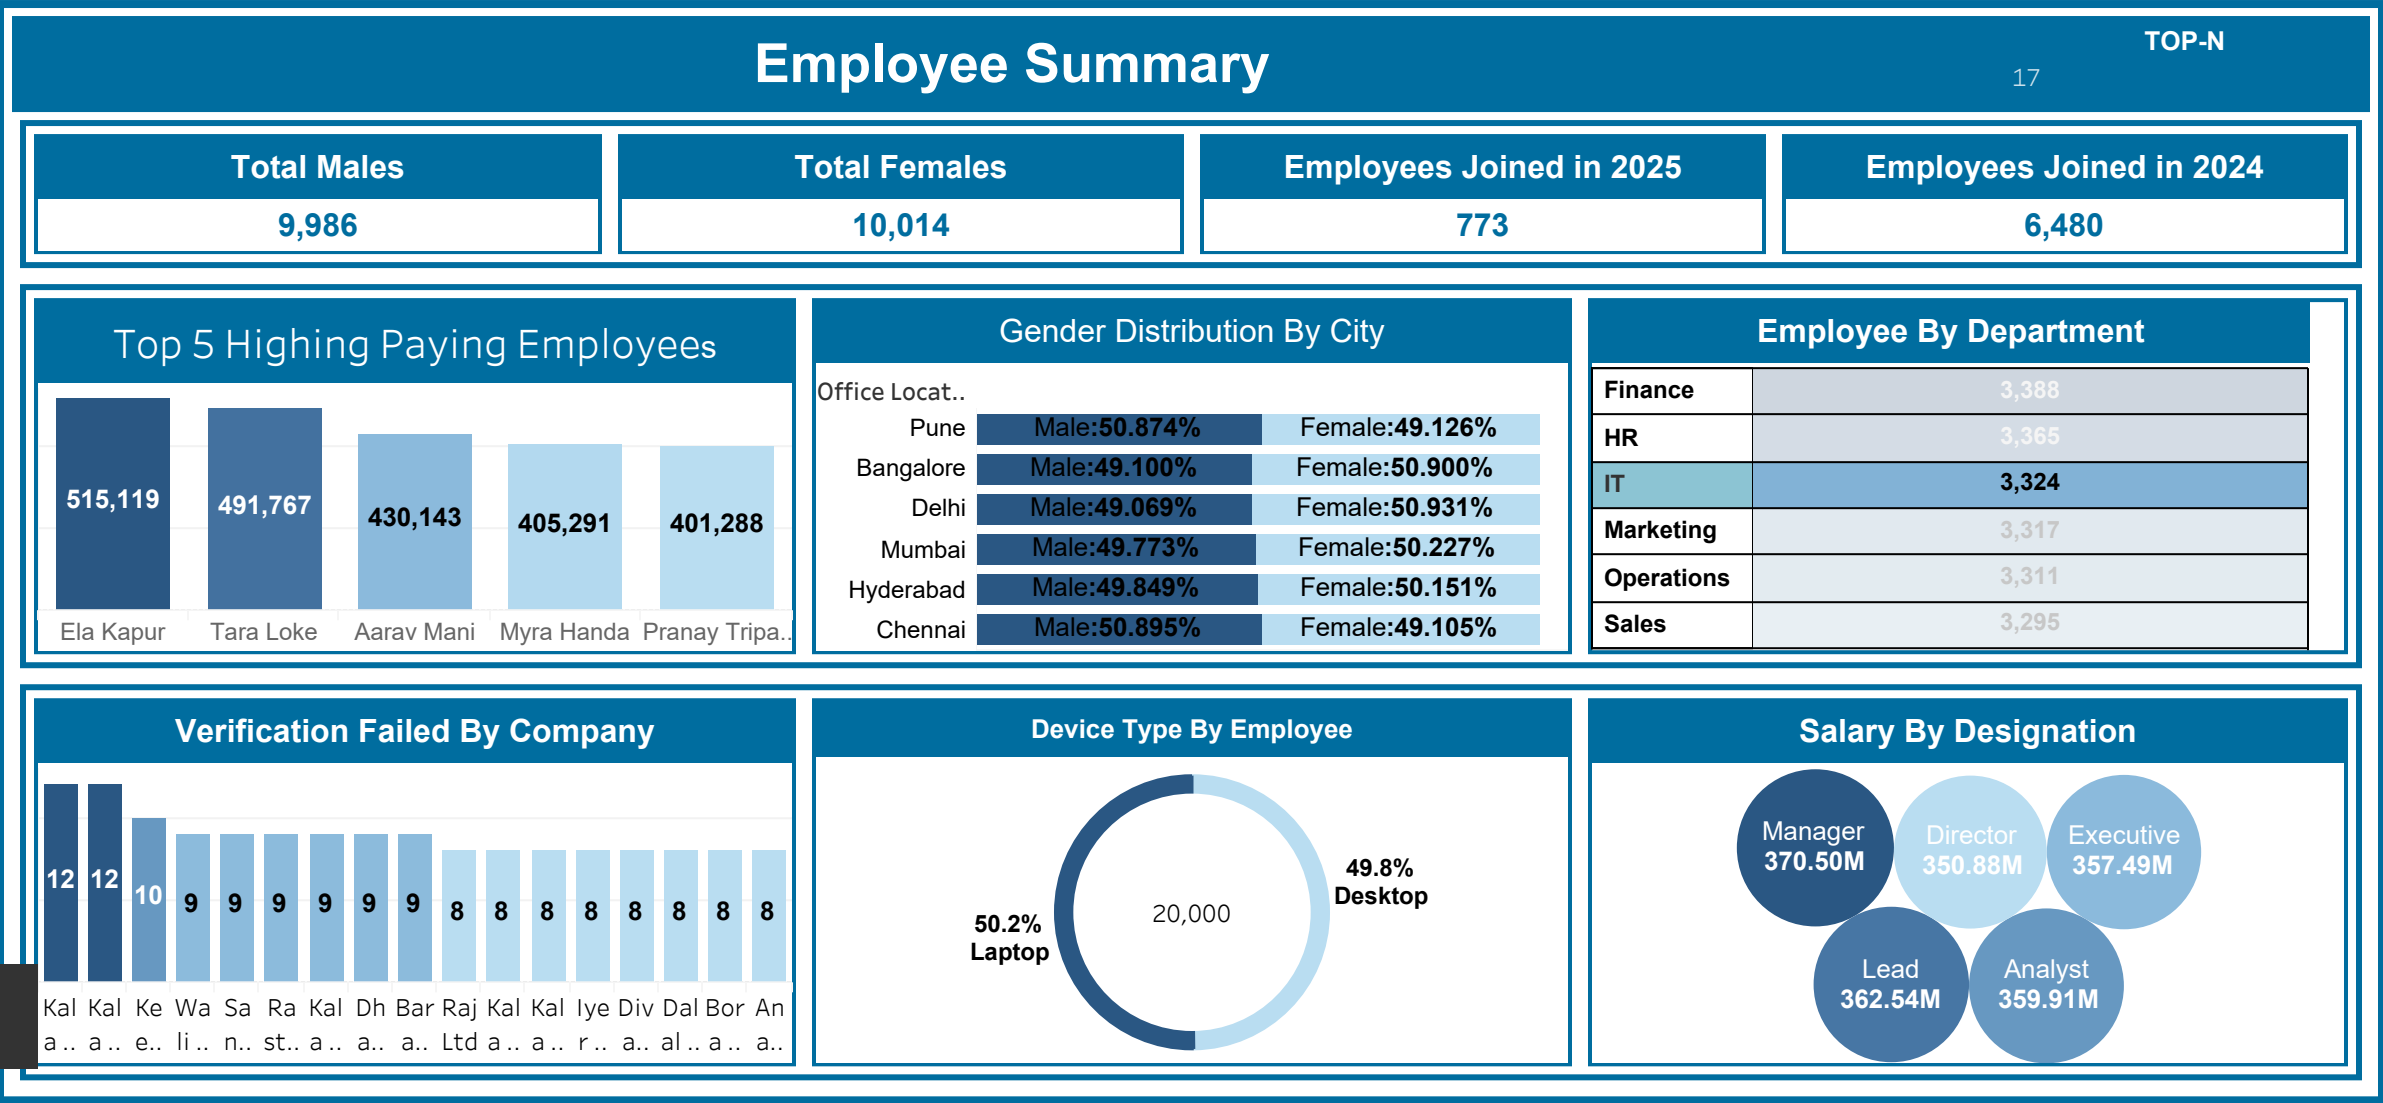 Employee Summary
TOP-N
17
Total Males
9,986
Total Females
10,014
Employees Joined in 2025
773
Employees Joined in 2024
6,480
Top 5 Highing Paying Employees
515,119
491,767
430,143
405,291
401,288
Ela Kapur
Tara Loke
Aarav Mani
Myra Handa
Pranay Tripa..
Gender Distribution By City
Office Locat..
Pune Male:50.874% Female:49.126%
Bangalore Male:49.100% Female:50.900%
Delhi Male:49.069% Female:50.931%
Mumbai Male:49.773% Female:50.227%
Hyderabad Male:49.849% Female:50.151%
Chennai Male:50.895% Female:49.105%
Employee By Department
Finance 3,388
HR 3,365
IT 3,324
Marketing 3,317
Operations 3,311
Sales 3,295
Verification Failed By Company
12 12 10 9 9 9 9 9 9 8 8 8 8 8 8 8 8
Kal Kal Ke Wa Sa Ra Kal Dh Bar Raj Kal Kal Iye Div Dal Bor An
a .. a .. e.. li .. n.. st.. a .. a.. a.. Ltd a .. a .. r .. a.. al .. a .. a..
Device Type By Employee
49.8%
Desktop
20,000
50.2%
Laptop
Salary By Designation
Manager
370.50M
Director
350.88M
Executive
357.49M
Lead
362.54M
Analyst
359.91M